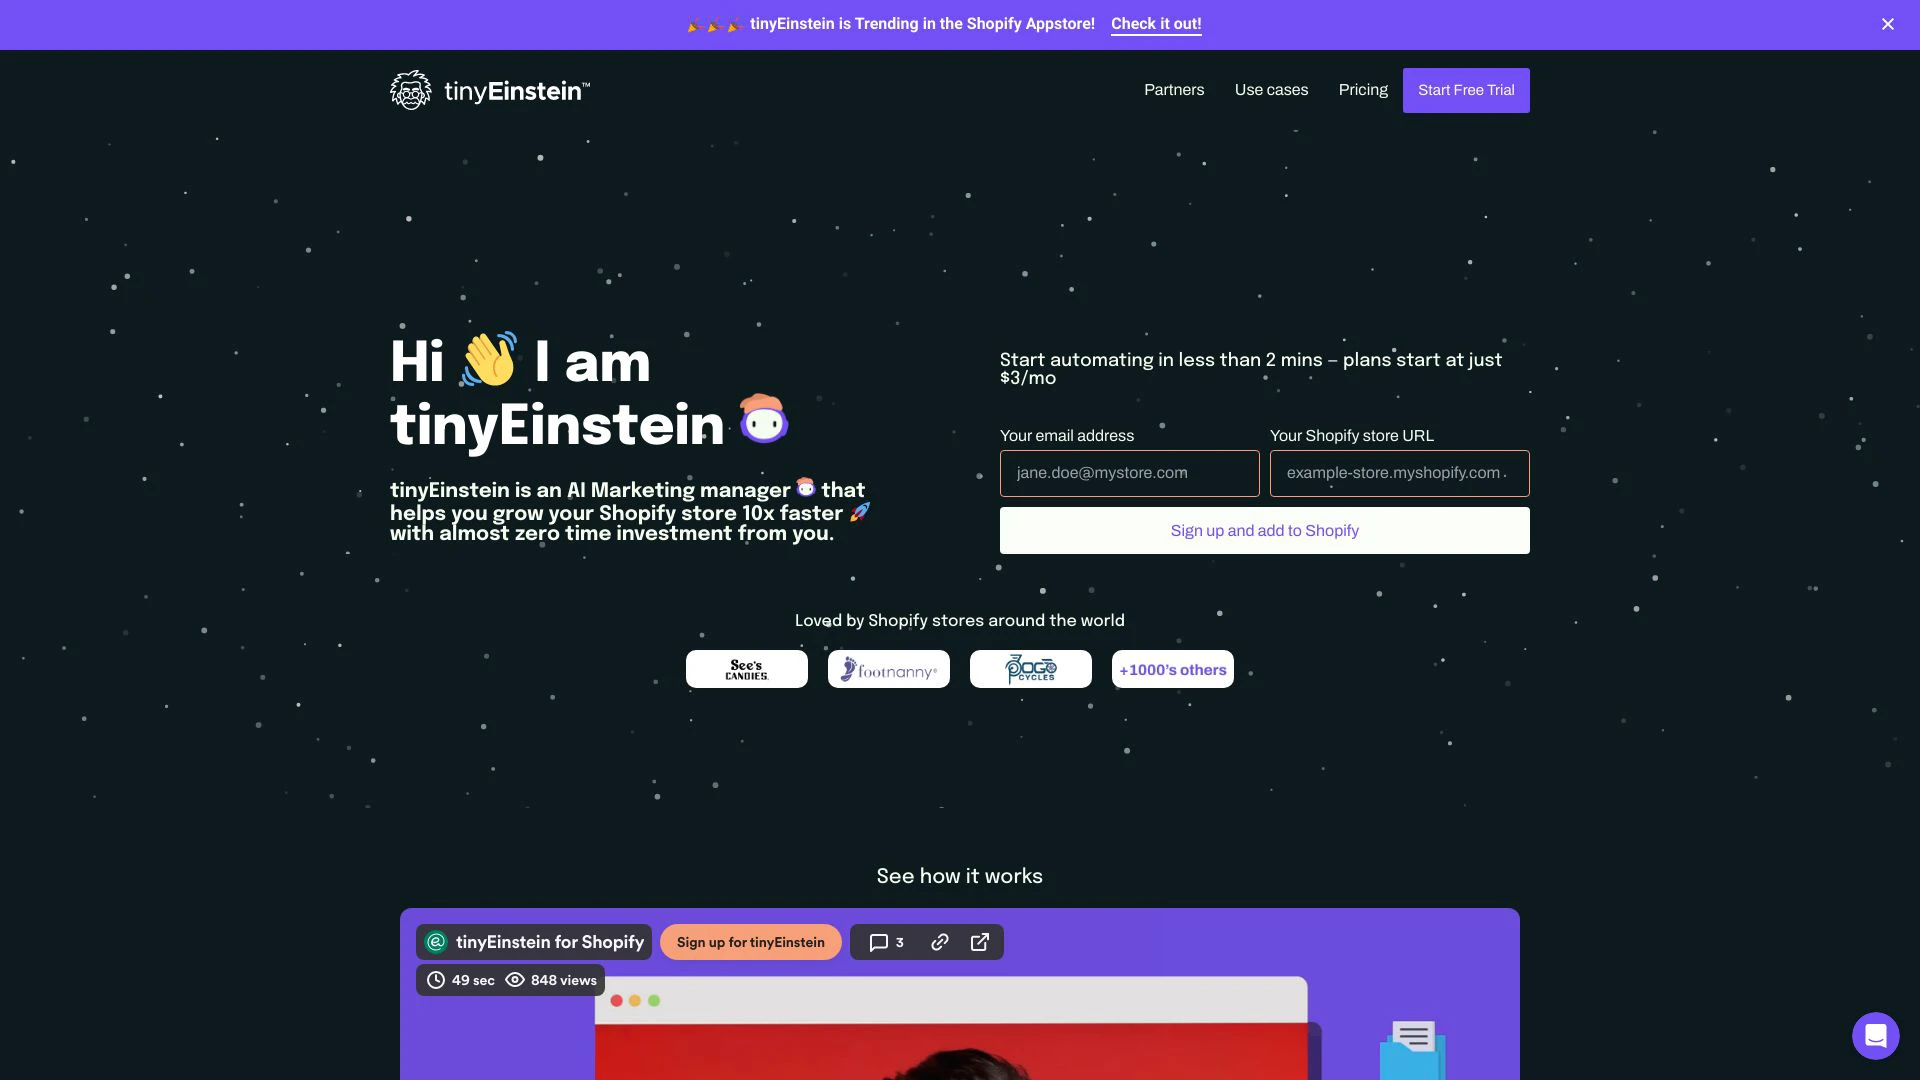 tinyEinstein is Trending in the Shopify Appstore! Check it out!
tinyEinstein™
Partners
Use cases
Pricing
Start Free Trial
Hi 👋 I am
tinyEinstein
tinyEinstein is an AI Marketing manager that
helps you grow your Shopify store 10x faster 🚀
with almost zero time investment from you.
Start automating in less than 2 mins – plans start at just
$3/mo
Your email address
Your Shopify store URL
jane.doe@mystore.com
example-store.myshopify.com
Sign up and add to Shopify
Loved by Shopify stores around the world
See's
CANDIES.
footnanny®
POGO
CYCLES
+1000's others
See how it works
tinyEinstein for Shopify
Sign up for tinyEinstein
3
49 sec
848 views